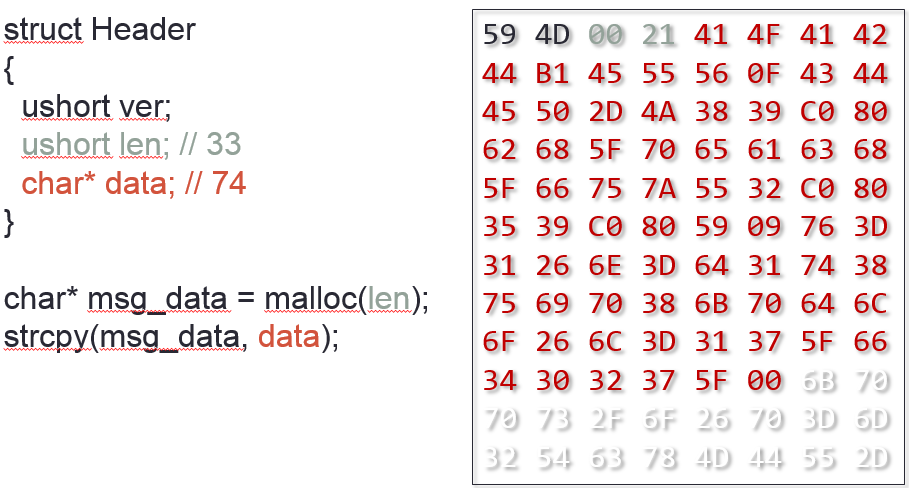 struct Header
{
ushort ver;
ushort len; // 33
char* data; // 74
}
char* msg_data = malloc(len);
strcpy(msg_data, data);
59 4D 00 21 41 4F 41 42
44 B1 45 55 56 0F 43 44
45 50 2D 4A 38 39 C0 80
62 68 5F 70 65 61 63 68
5F 66 75 7A 55 32 C0 80
35 39 C0 80 59 09 76 3D
31 26 6E 3D 64 31 74 38
75 69 70 38 6B 70 64 6C
6F 26 6C 3D 31 37 5F 66
34 30 32 37 5F 00 6B 70
70 73 2F 6F 26 70 3D 6D
32 54 63 78 4D 44 55 2D